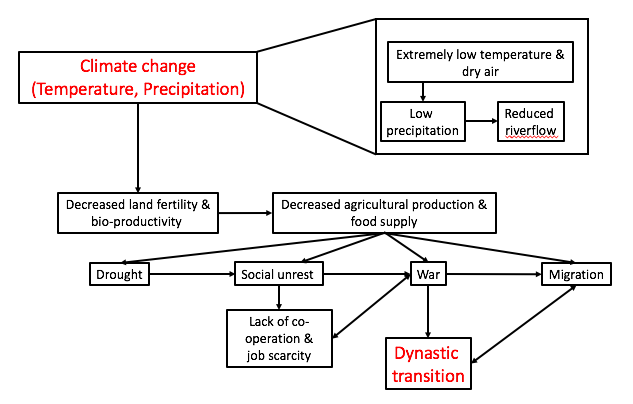 Climate change
(Temperature, Precipitation)
Extremely low temperature &
dry air
Low
precipitation
Reduced
riverflow
Decreased land fertility &
bio-productivity
Decreased agricultural production &
food supply
Drought
Social unrest
War
Migration
Lack of co-
operation &
job scarcity
Dynastic
transition